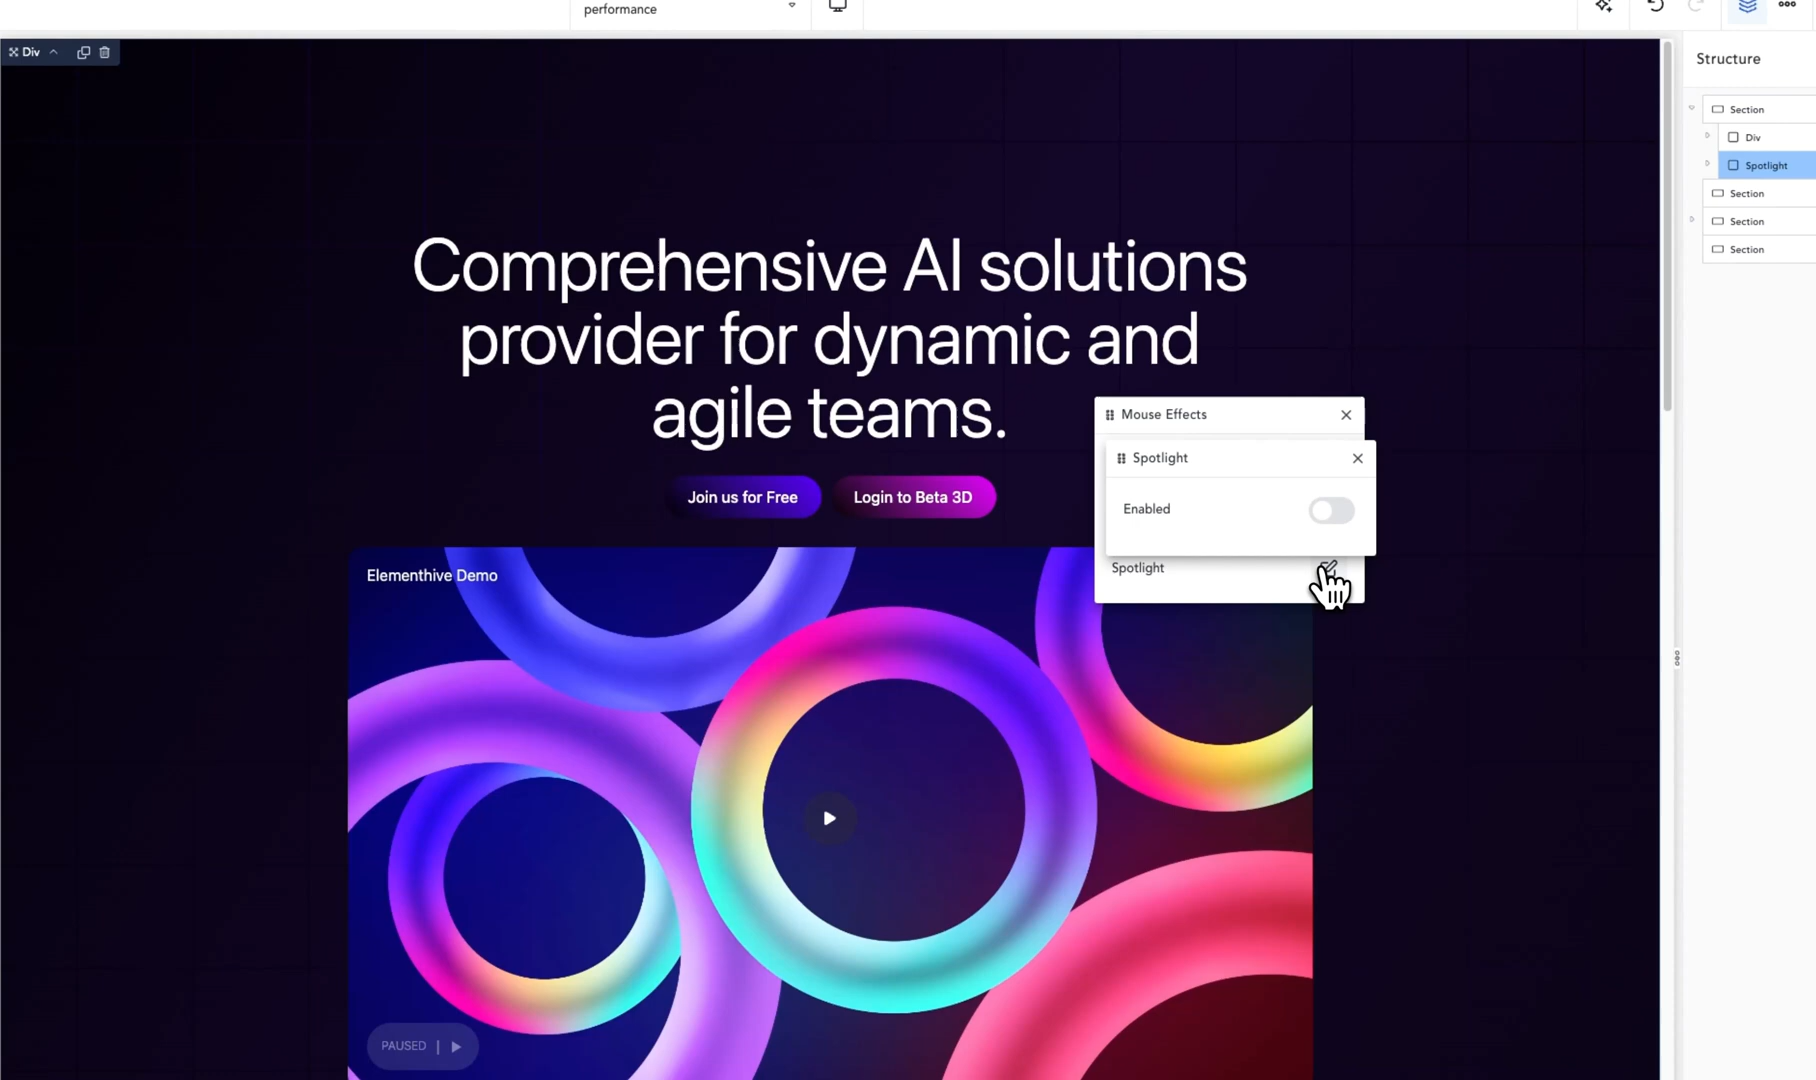 performance
Div
Structure
Section
Div
Spotlight
Section
Section
Section
Comprehensive AI solutions
provider for dynamic and
agile teams.
Mouse Effects
Spotlight
Enabled
Spotlight
Join us for Free
Login to Beta 3D
Elementhive Demo
PAUSED |